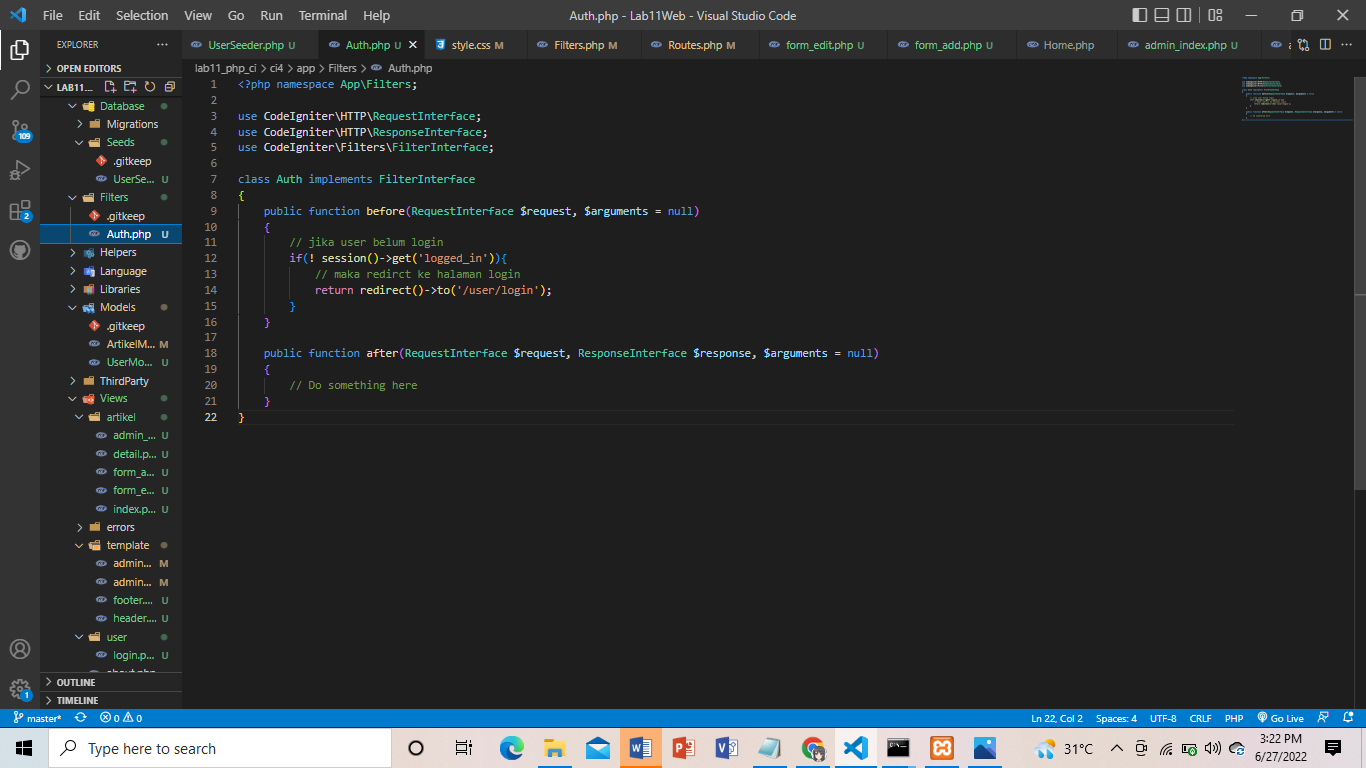 File Edit Selection View Go Run Terminal Help
Auth.php - Lab11Web - Visual Studio Code
EXPLORER
UserSeeder.php U
Auth.php U
style.css M
Filters.php M
Routes.php M
form_edit.php U
form_add.php U
Home.php
admin_index.php U
OPEN EDITORS
lab11_php_ci > ci4 > app > Filters > Auth.php
LAB11...
Database
Migrations
Seeds
.gitkeep
UserSe... U
Filters
.gitkeep
Auth.php U
Helpers
Language
Libraries
Models
.gitkeep
ArtikelM... M
UserMo... U
ThirdParty
Views
artikel
admin_... U
detail.p... U
form_a... U
form_e... U
index.p... U
errors
template
admin... M
admin... M
footer.... U
header.... U
user
login.p... U
OUTLINE
TIMELINE
109
2
1
1 <?php namespace App\Filters;
2
3 use CodeIgniter\HTTP\RequestInterface;
4 use CodeIgniter\HTTP\ResponseInterface;
5 use CodeIgniter\Filters\FilterInterface;
6
7 class Auth implements FilterInterface
8 {
9 public function before(RequestInterface $request, $arguments = null)
10 {
11 // jika user belum login
12 if(! session()->get('logged_in')){
13 // maka redirct ke halaman login
14 return redirect()->to('/user/login');
15 }
16 }
17
18 public function after(RequestInterface $request, ResponseInterface $response, $arguments = null)
19 {
20 // Do something here
21 }
22 }
master* 0 0
Ln 22, Col 2 Spaces: 4 UTF-8 CRLF PHP Go Live
Type here to search
31°C
3:22 PM
6/27/2022